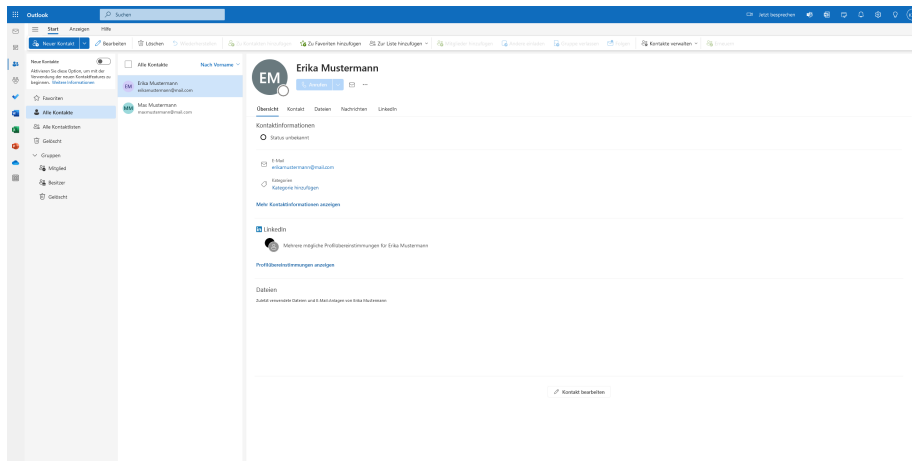 Outlook
Suchen
Jetzt besprechen
Start Anzeigen Hilfe
Neuer Kontakt Bearbeiten Löschen Zu Favoriten hinzufügen Zur Liste hinzufügen Kontakte verwalten
Neue Kontakte
Aktivieren Sie diese Option, um mit der
Verwendung der neuen Kontaktfeatures zu
beginnen. Weitere Informationen
Favoriten
Alle Kontakte
Alle Kontaktlisten
Gelöscht
Gruppen
Mitglied
Besitzer
Gelöscht
Alle Kontakte Nach Vorname
EM Erika Mustermann
erikamustermann@mail.com
MM Max Mustermann
maxmustermann@mail.com
EM
Erika Mustermann
Übersicht Kontakt Dateien Nachrichten LinkedIn
Kontaktinformationen
Status unbekannt
E-Mail
erikamustermann@mail.com
Kategorien
Kategorie hinzufügen
Mehr Kontaktinformationen anzeigen
LinkedIn
Mehrere mögliche Profilübereinstimmungen für Erika Mustermann
Profilübereinstimmungen anzeigen
Dateien
Zuletzt verwendete Dateien und E-Mail-Anlagen von Erika Mustermann.
Kontakt bearbeiten